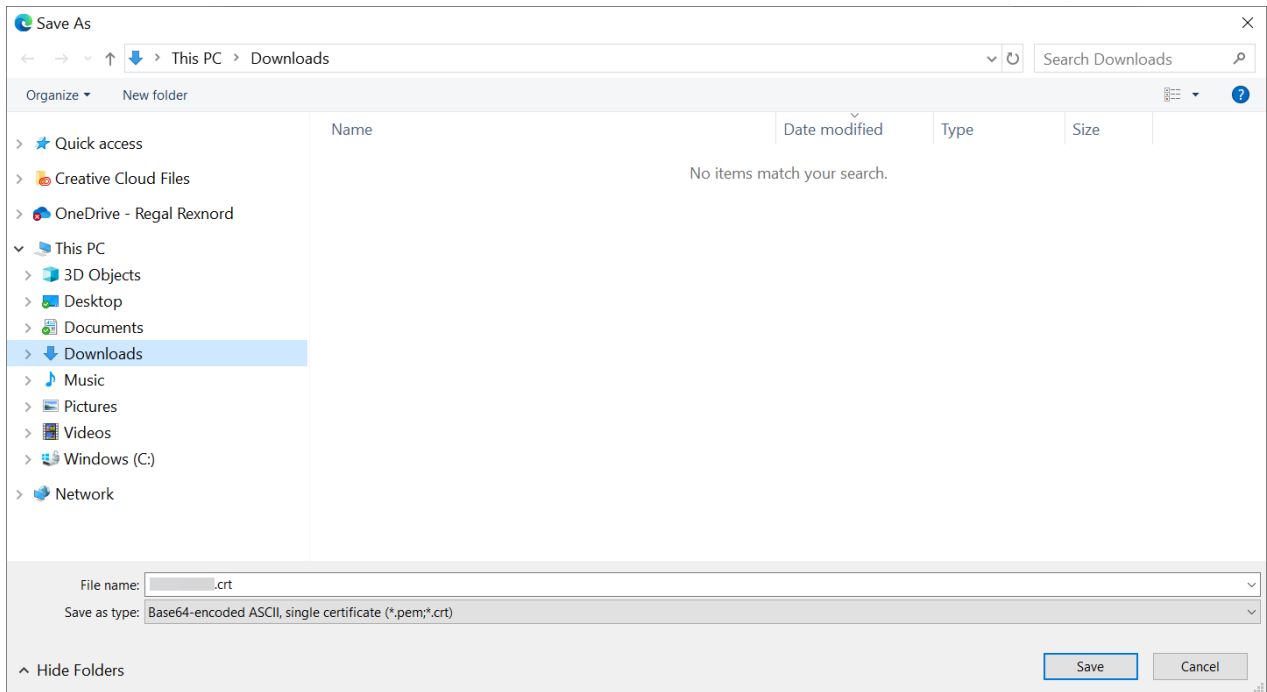 Save As
This PC > Downloads
Search Downloads
Organize
New folder
?
Name
Date modified
Type
Size
No items match your search.
Quick access
Creative Cloud Files
OneDrive - Regal Rexnord
This PC
3D Objects
Desktop
Documents
Downloads
Music
Pictures
Videos
Windows (C:)
Network
File name: .crt
Save as type: Base64-encoded ASCII, single certificate (*.pem;*.crt)
Hide Folders
Save
Cancel